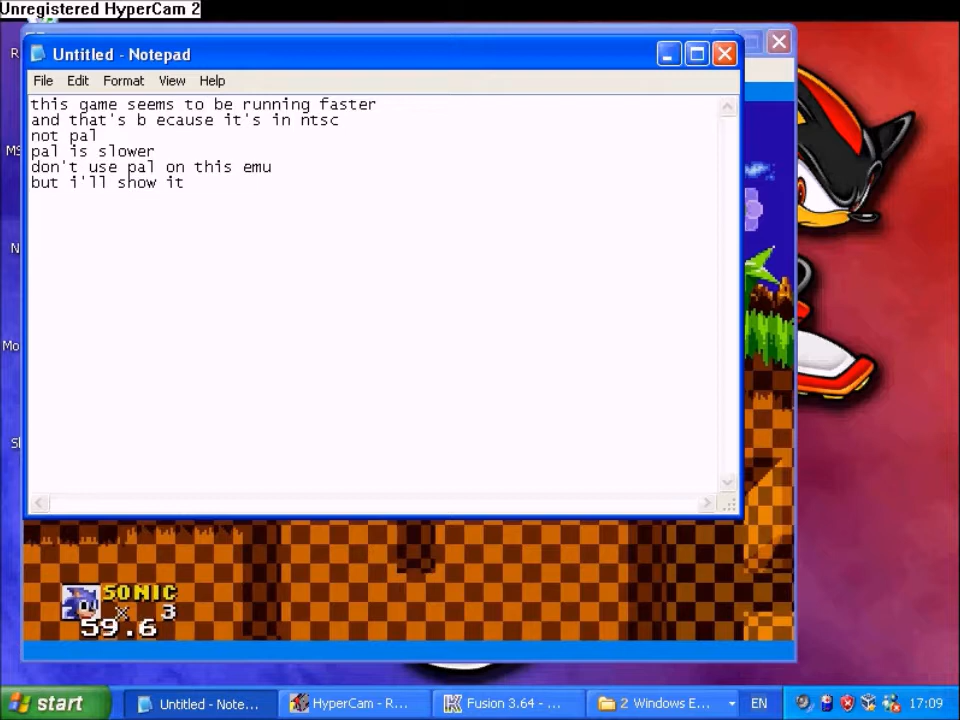 Unregistered HyperCam 2
Untitled - Notepad
File Edit Format View Help
this game seems to be running faster
and that's b ecause it's in ntsc
not pal
pal is slower
don't use pal on this emu
but i'll show it
R
MS
N
Mo
SONIC
x 3
59.6
start
Untitled - Note...
HyperCam - R...
Fusion 3.64 - ...
2 Windows E...
EN
17:09